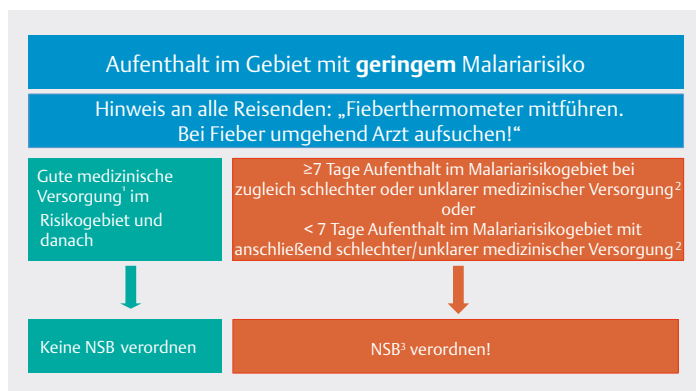 Aufenthalt im Gebiet mit geringem Malariarisiko
Hinweis an alle Reisenden: „Fieberthermometer mitführen.
Bei Fieber umgehend Arzt aufsuchen!“
Gute medizinische
Versorgung¹ im
Risikogebiet und
danach
≥7 Tage Aufenthalt im Malariarisikogebiet bei
zugleich schlechter oder unklarer medizinischer Versorgung²
oder
< 7 Tage Aufenthalt im Malariarisikogebiet mit
anschließend schlechter/unklarer medizinischer Versorgung²
Keine NSB verordnen
NSB³ verordnen!